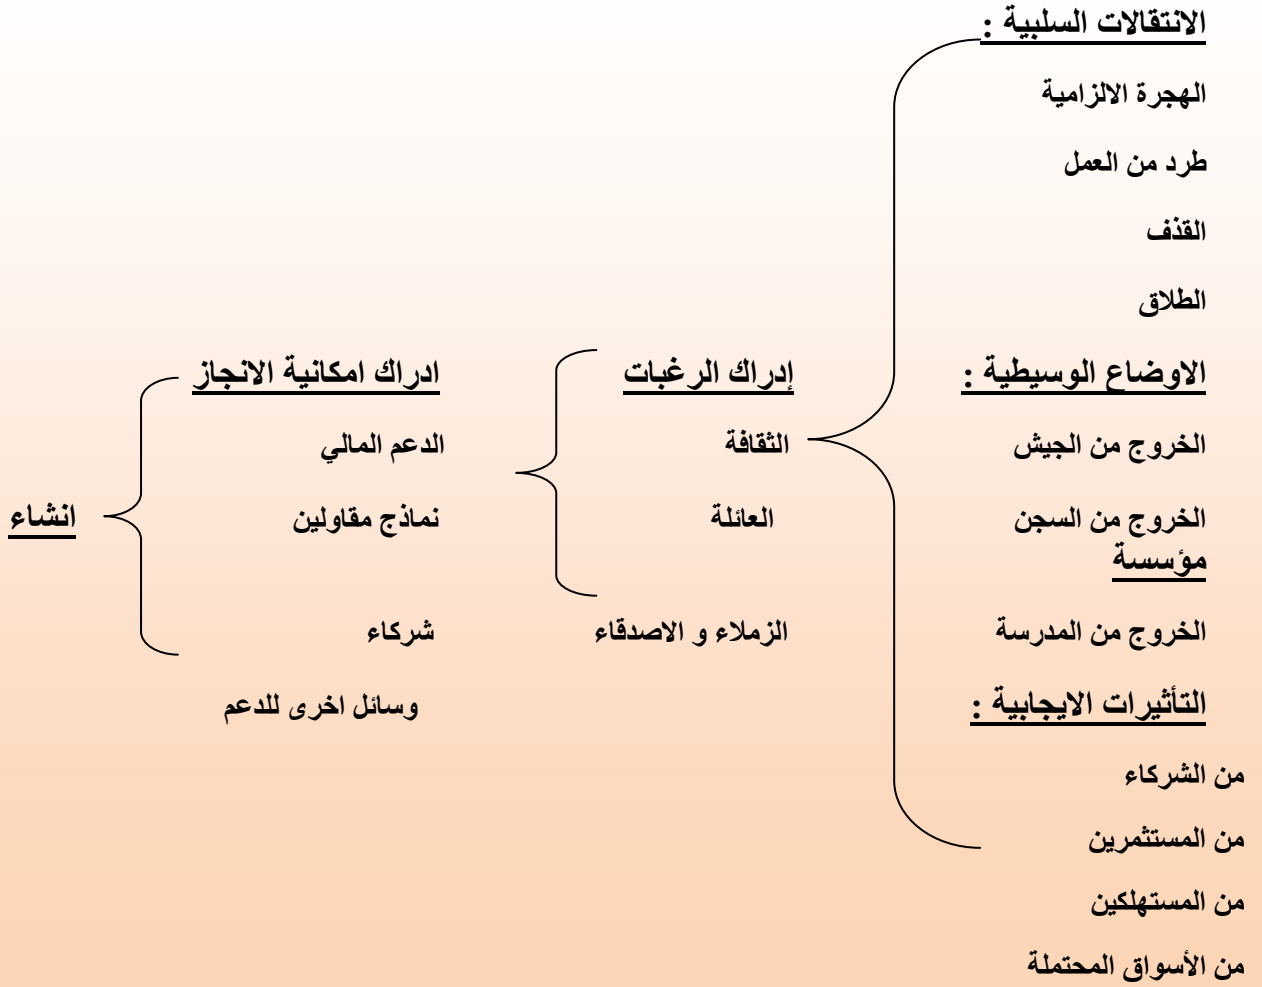 الانتقالات السلبية :
الهجرة الالزامية
طرد من العمل
القذف
الطلاق
الاوضاع الوسيطية : إدراك الرغبات ادراك امكانية الانجاز
الخروج من الجيش الثقافة الدعم المالي
الخروج من السجن العائلة نماذج مقاولين انشاء
مؤسسة
الخروج من المدرسة الزملاء و الاصدقاء شركاء
التأثيرات الايجابية : وسائل اخرى للدعم
من الشركاء
من المستثمرين
من المستهلكين
من الأسواق المحتملة